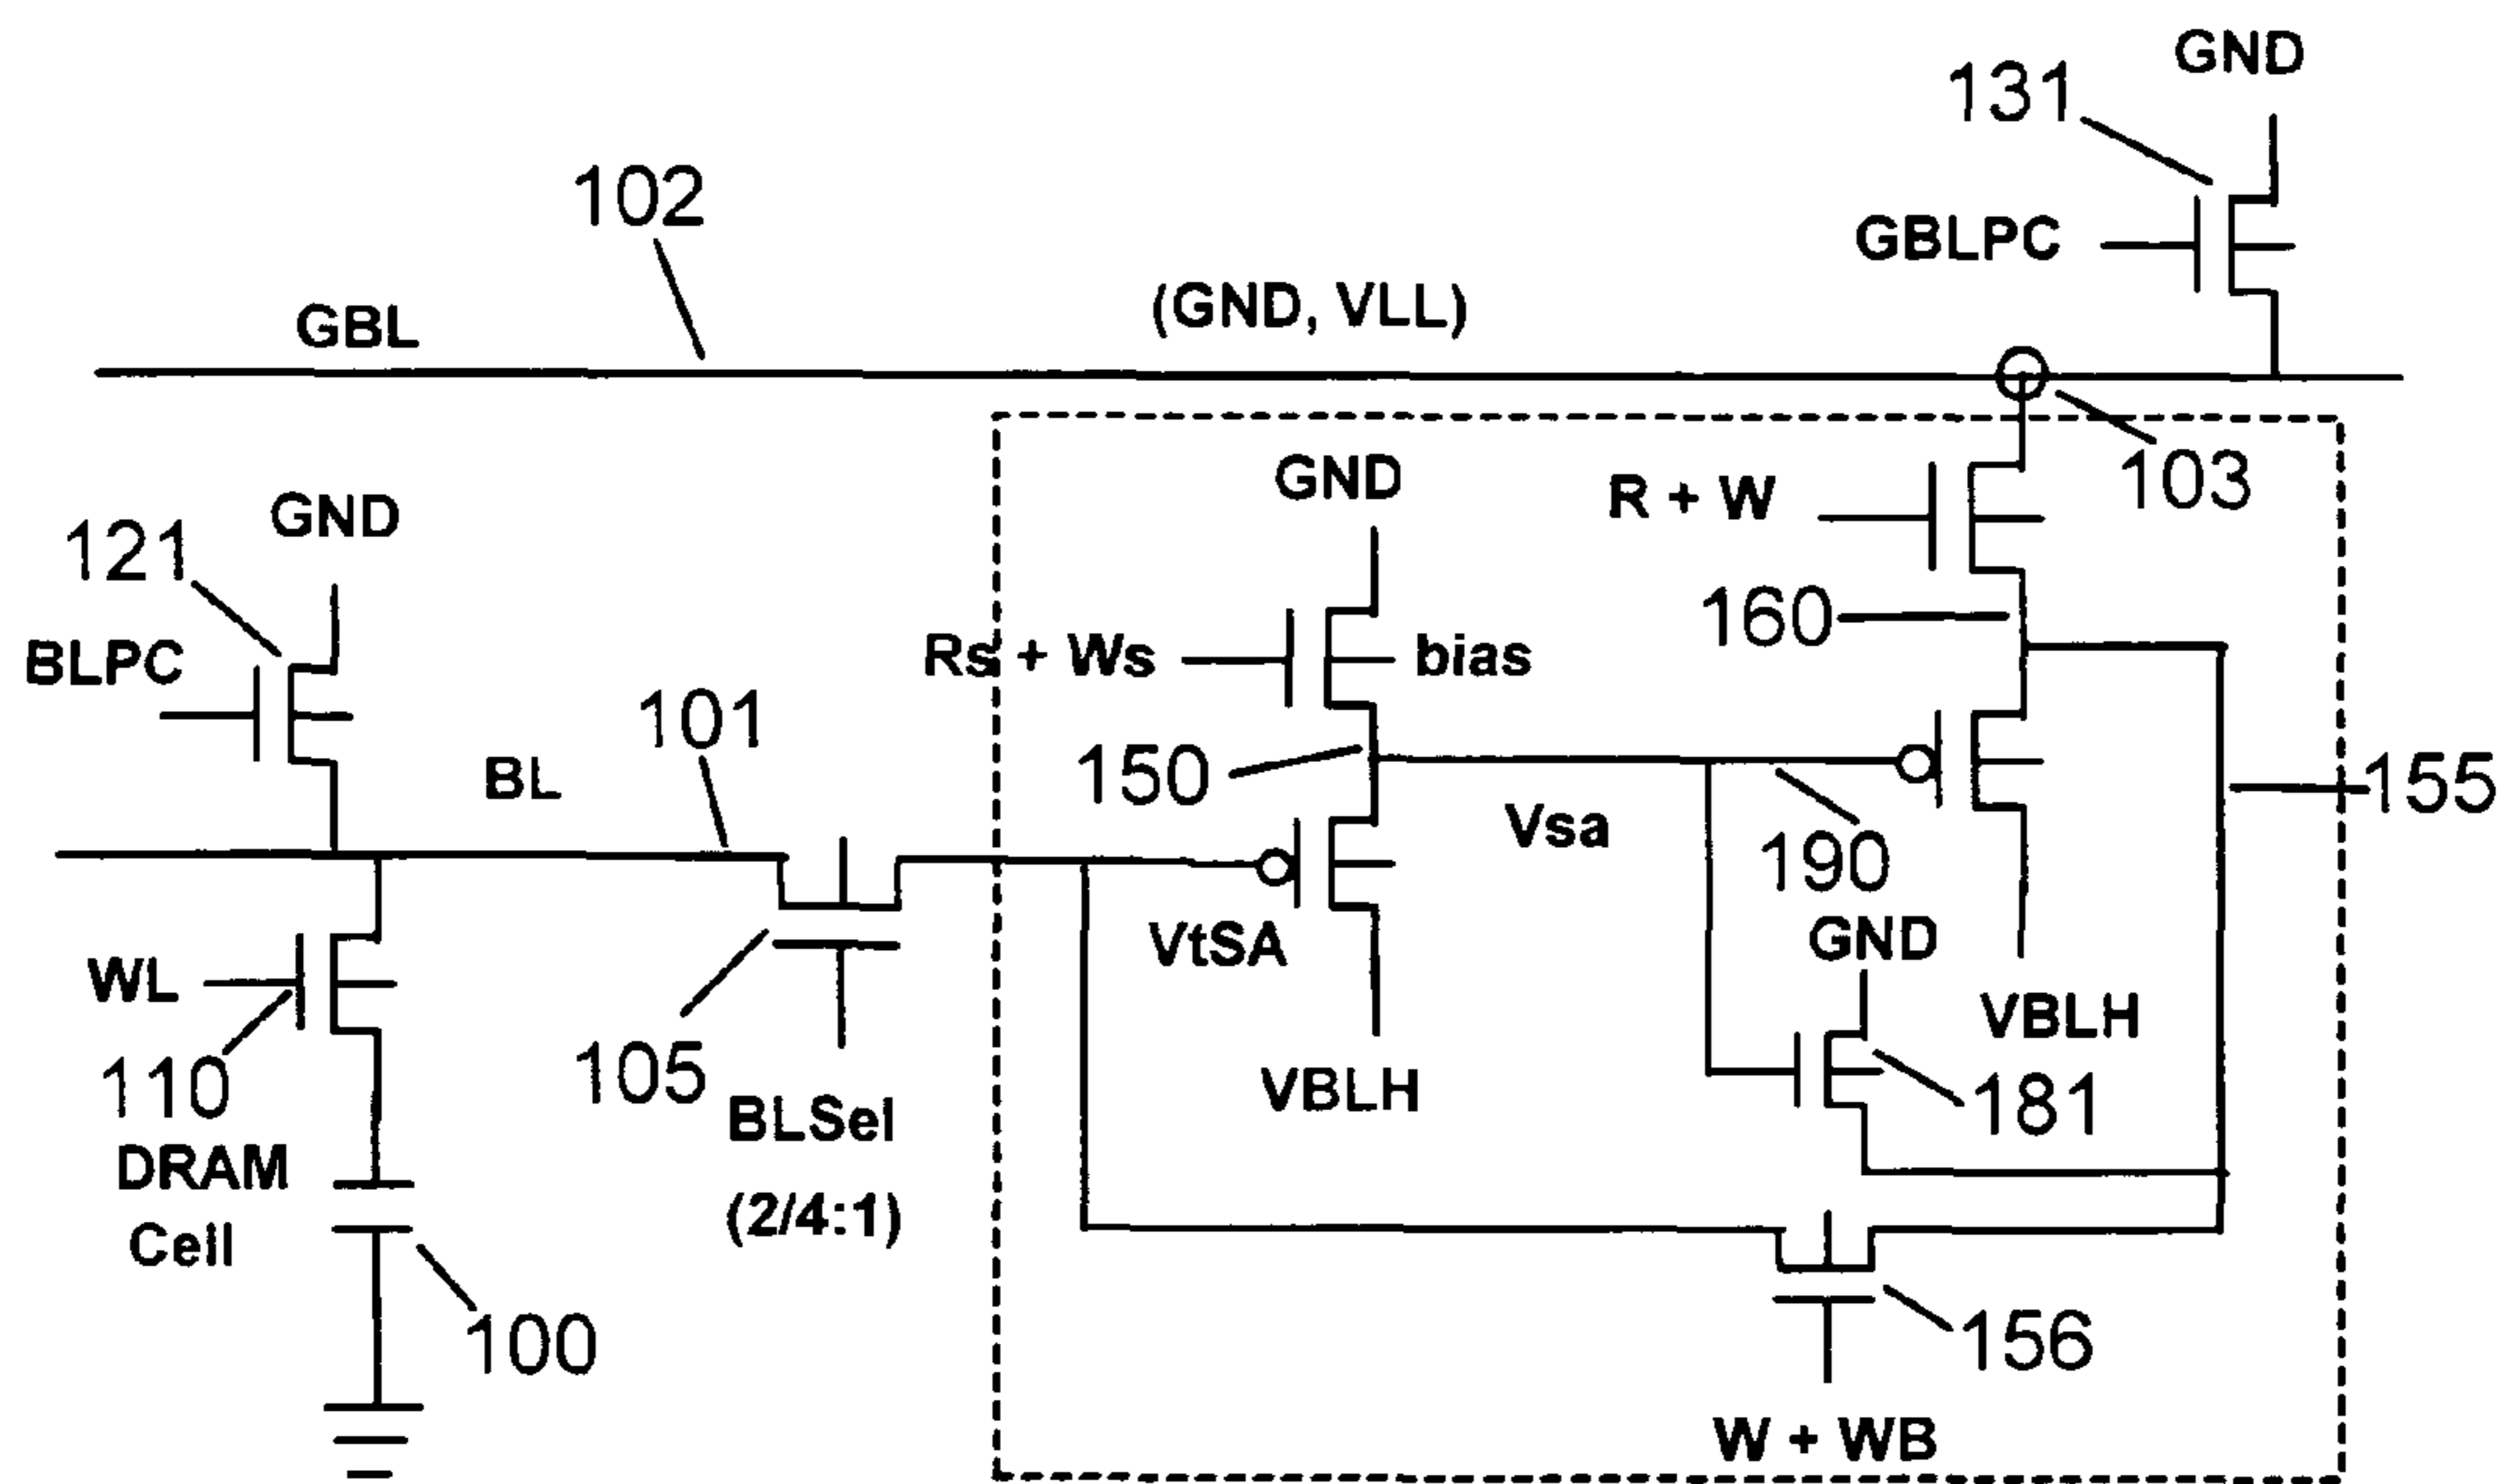 GND
131
102
GBLPC
GBL
(GND, VLL)
GND
R + W
103
GND
121
160
Rs + Ws
bias
BLPC
101
BL
150
155
Vsa
190
VtSA
GND
WL
VBLH
105
110
VBLH
181
BLSel
DRAM
(2/4:1)
Cell
100
156
W + WB